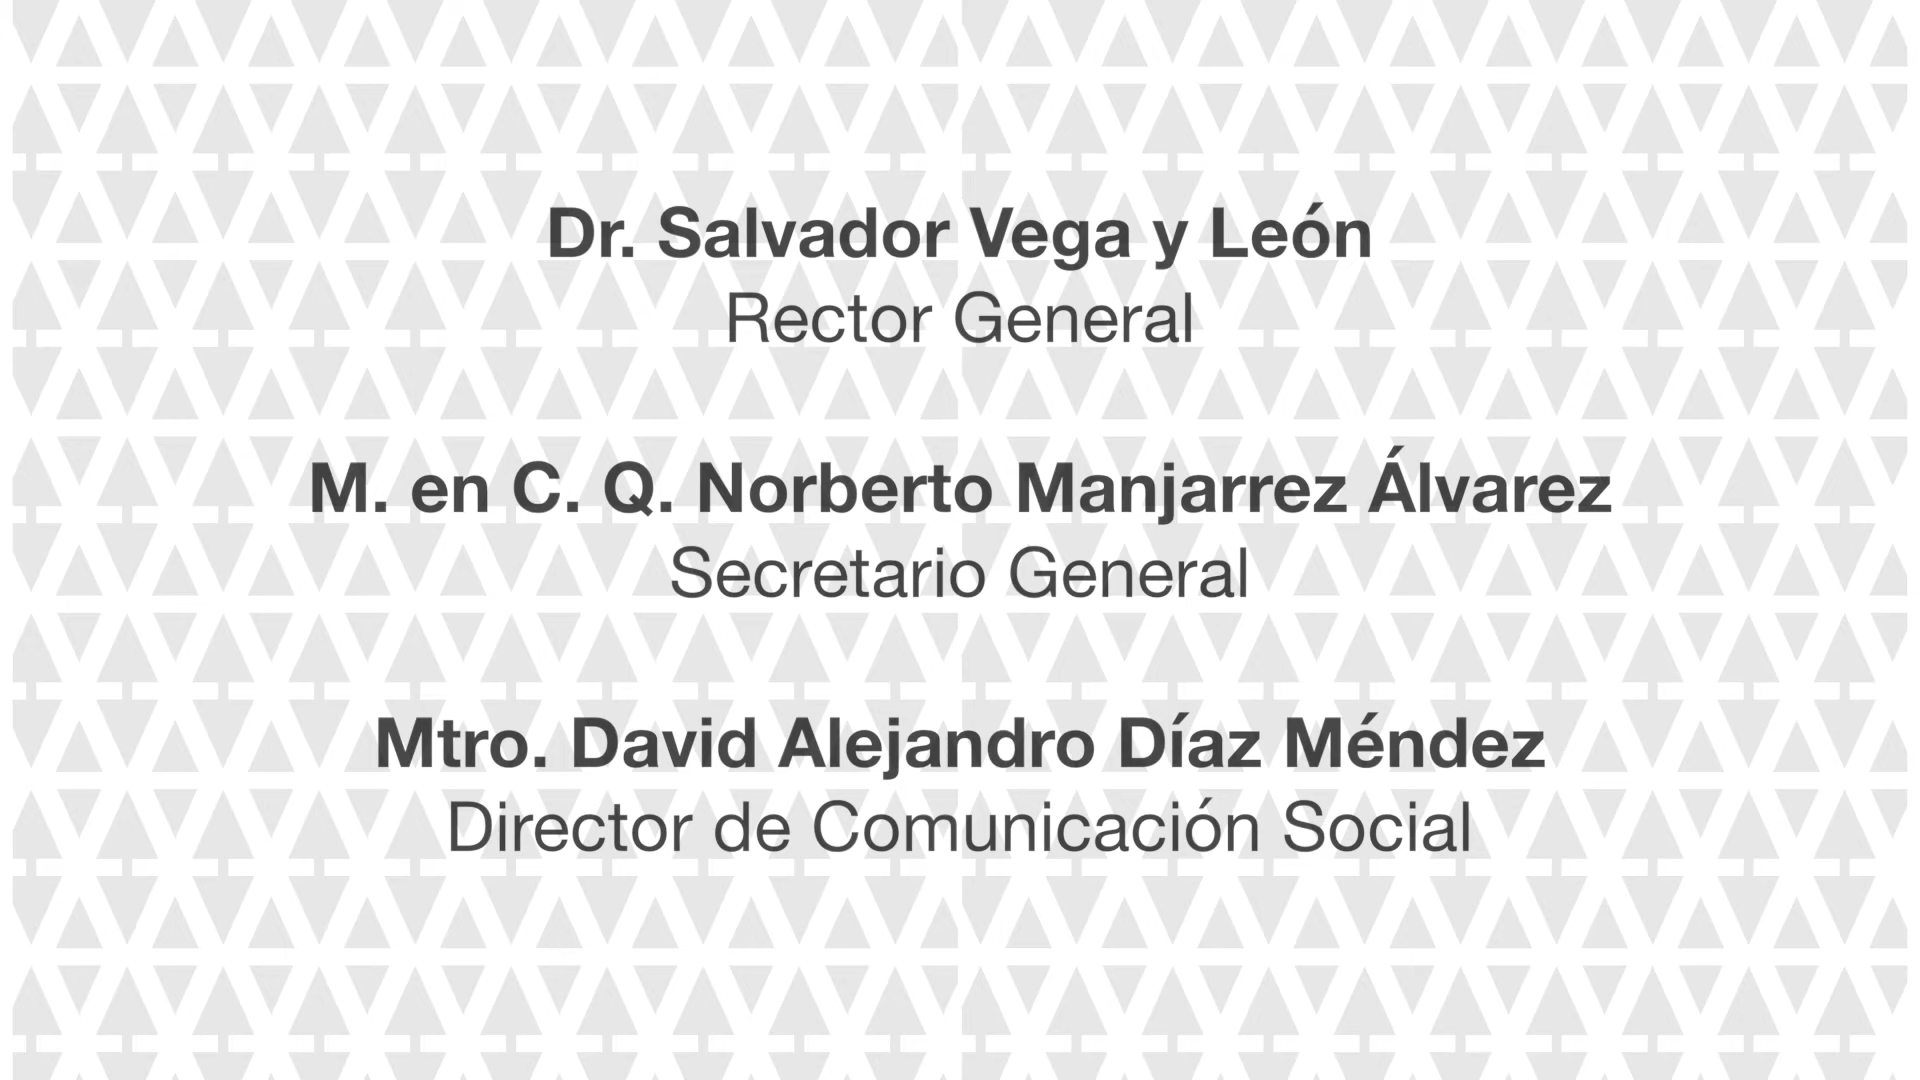 Dr. Salvador Vega y León
Rector General
M. en C. Q. Norberto Manjarrez Álvarez
Secretario General
Mtro. David Alejandro Díaz Méndez
Director de Comunicación Social